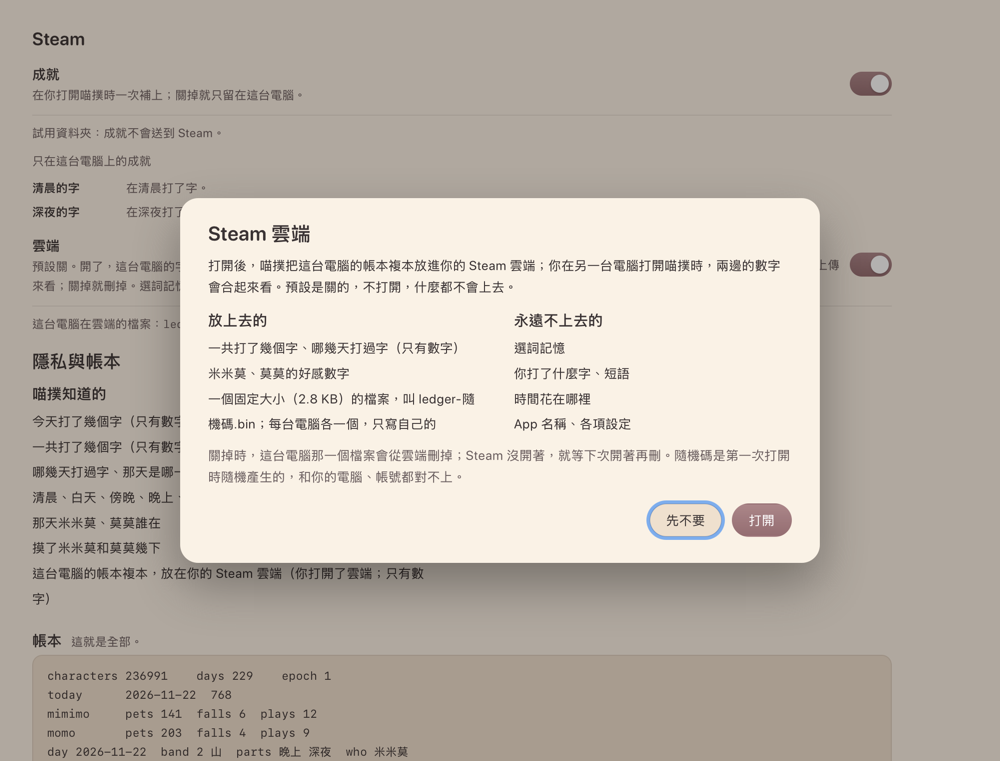 Steam
成就
在你打開喵撲時一次補上；關掉就只留在這台電腦。
試用資料夾：成就不會送到 Steam。
只在這台電腦上的成就
清晨的字 在清晨打了字。
深夜的字 在深夜打了
雲端
預設關。開了，這台電腦的 上傳
來看；關掉就刪掉。選詞記
這台電腦在雲端的檔案：led
Steam 雲端
打開後，喵撲把這台電腦的帳本複本放進你的 Steam 雲端；你在另一台電腦打開喵撲時，兩邊的數字
會合起來看。預設是關的，不打開，什麼都不會上去。
放上去的
一共打了幾個字、哪幾天打過字（只有數字）
米米莫、莫莫的好感數字
一個固定大小（2.8 KB）的檔案，叫 ledger-隨
機碼.bin；每台電腦各一個，只寫自己的
永遠不上去的
選詞記憶
你打了什麼字、短語
時間花在哪裡
App 名稱、各項設定
關掉時，這台電腦那一個檔案會從雲端刪掉；Steam 沒開著，就等下次開著再刪。隨機碼是第一次打開
時隨機產生的，和你的電腦、帳號都對不上。
先不要 打開
隱私與帳本
喵撲知道的
今天打了幾個字（只有數字
一共打了幾個字（只有數字
哪幾天打過字、那天是哪一
清晨、白天、傍晚、晚上、
那天米米莫、莫莫誰在
摸了米米莫和莫莫幾下
這台電腦的帳本複本，放在你的 Steam 雲端（你打開了雲端；只有數
字）
帳本 這就是全部。
characters 236991 days 229 epoch 1
today 2026-11-22 768
mimimo pets 141 falls 6 plays 12
momo pets 203 falls 4 plays 9
day 2026-11-22 band 2 山 parts 晚上 深夜 who 米米莫